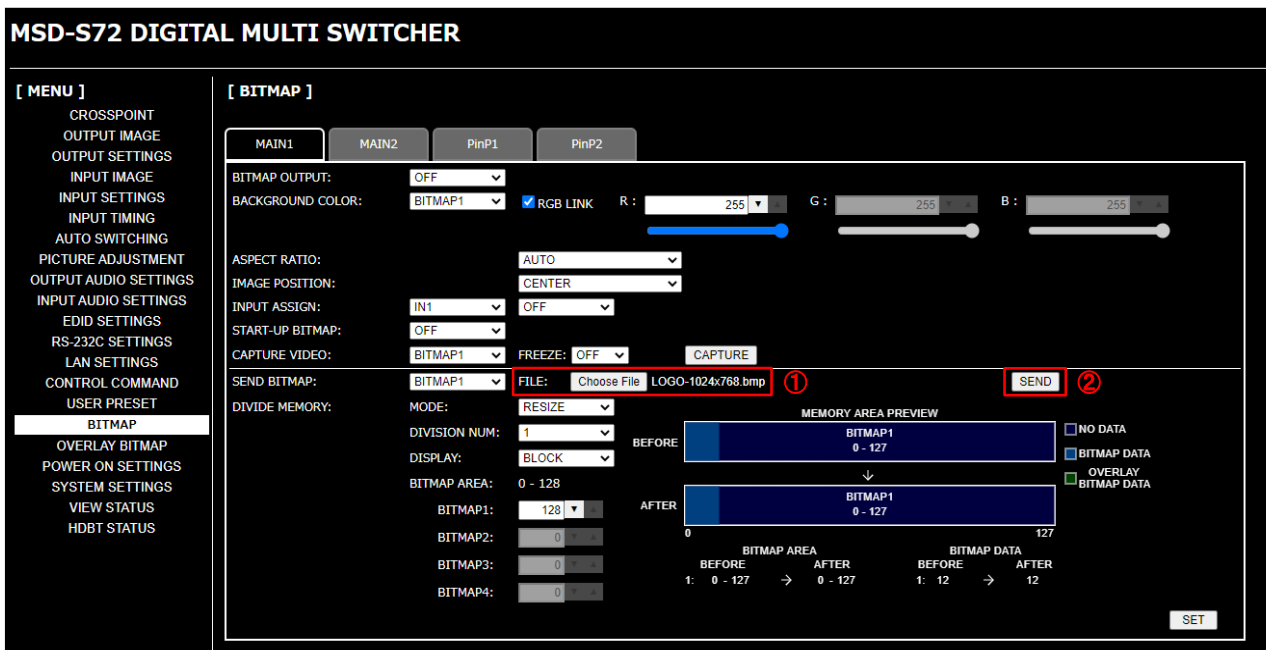 MSD-S72 DIGITAL MULTI SWITCHER
[ MENU ]
CROSSPOINT
OUTPUT IMAGE
OUTPUT SETTINGS
INPUT IMAGE
INPUT SETTINGS
INPUT TIMING
AUTO SWITCHING
PICTURE ADJUSTMENT
OUTPUT AUDIO SETTINGS
INPUT AUDIO SETTINGS
EDID SETTINGS
RS-232C SETTINGS
LAN SETTINGS
CONTROL COMMAND
USER PRESET
BITMAP
OVERLAY BITMAP
POWER ON SETTINGS
SYSTEM SETTINGS
VIEW STATUS
HDBT STATUS
[ BITMAP ]
MAIN1 MAIN2 PinP1 PinP2
BITMAP OUTPUT: OFF
BACKGROUND COLOR: BITMAP1 RGB LINK R : 255 G : 255 B : 255
ASPECT RATIO: AUTO
IMAGE POSITION: CENTER
INPUT ASSIGN: IN1 OFF
START-UP BITMAP: OFF
CAPTURE VIDEO: BITMAP1 FREEZE: OFF CAPTURE
SEND BITMAP: BITMAP1 FILE: Choose File LOGO-1024x768.bmp ① SEND ②
DIVIDE MEMORY: MODE: RESIZE
DIVISION NUM: 1
DISPLAY: BLOCK
BITMAP AREA: 0 - 128
BITMAP1: 128
BITMAP2: 0
BITMAP3: 0
BITMAP4: 0
MEMORY AREA PREVIEW
BEFORE BITMAP1
0 - 127
↓
AFTER BITMAP1
0 - 127
0 127
NO DATA
BITMAP DATA
OVERLAY
BITMAP DATA
BITMAP AREA BITMAP DATA
BEFORE AFTER BEFORE AFTER
1: 0 - 127 → 0 - 127 1: 12 → 12
SET